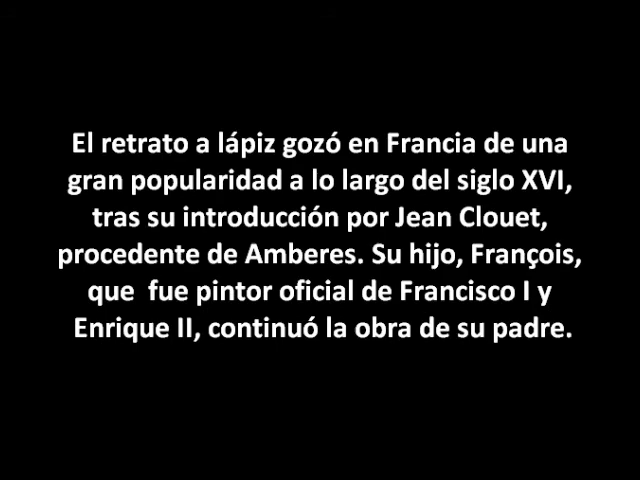 El retrato a lápiz gozó en Francia de una
gran popularidad a lo largo del siglo XVI,
tras su introducción por Jean Clouet,
procedente de Amberes. Su hijo, François,
que  fue pintor oficial de Francisco I y
Enrique II, continuó la obra de su padre.